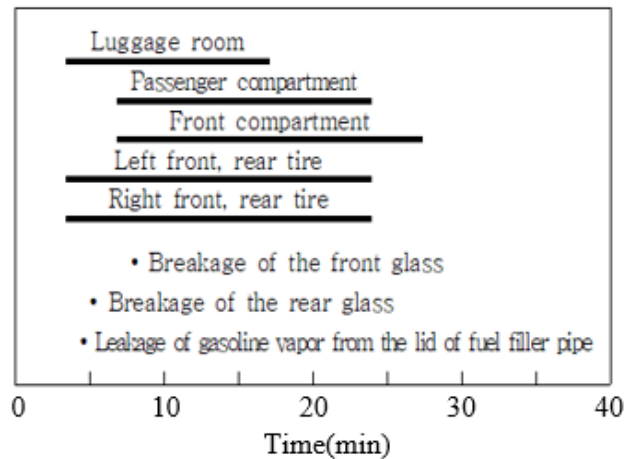 Luggage room
Passenger compartment
Front compartment
Left front, rear tire
Right front, rear tire
• Breakage of the front glass
• Breakage of the rear glass
• Leakage of gasoline vapor from the lid of fuel filler pipe
0 10 20 30 40
Time(min)